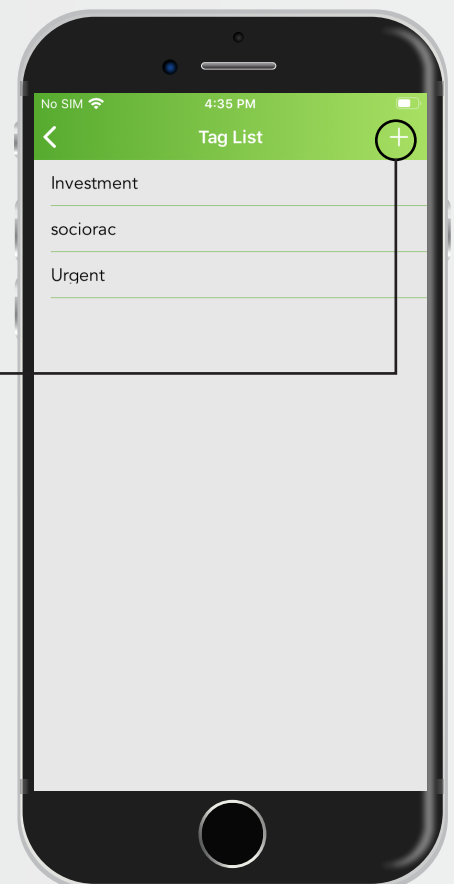 No SIM 4:35 PM
Tag List
Investment
sociorac
Urgent